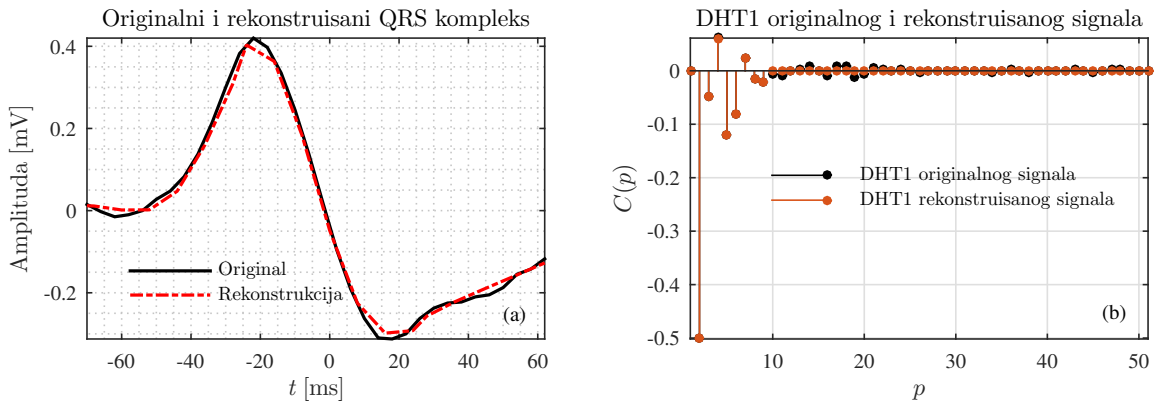 Originalni i rekonstruisani QRS kompleks
0.4
0.2
0
-0.2
Amplituda [mV]
Original
Rekonstrukcija
(a)
-60 -40 -20 0 20 40 60
t [ms]
DHT1 originalnog i rekonstruisanog signala
0
-0.1
-0.2
-0.3
-0.4
-0.5
C(p)
DHT1 originalnog signala
DHT1 rekonstruisanog signala
(b)
10 20 30 40 50
p